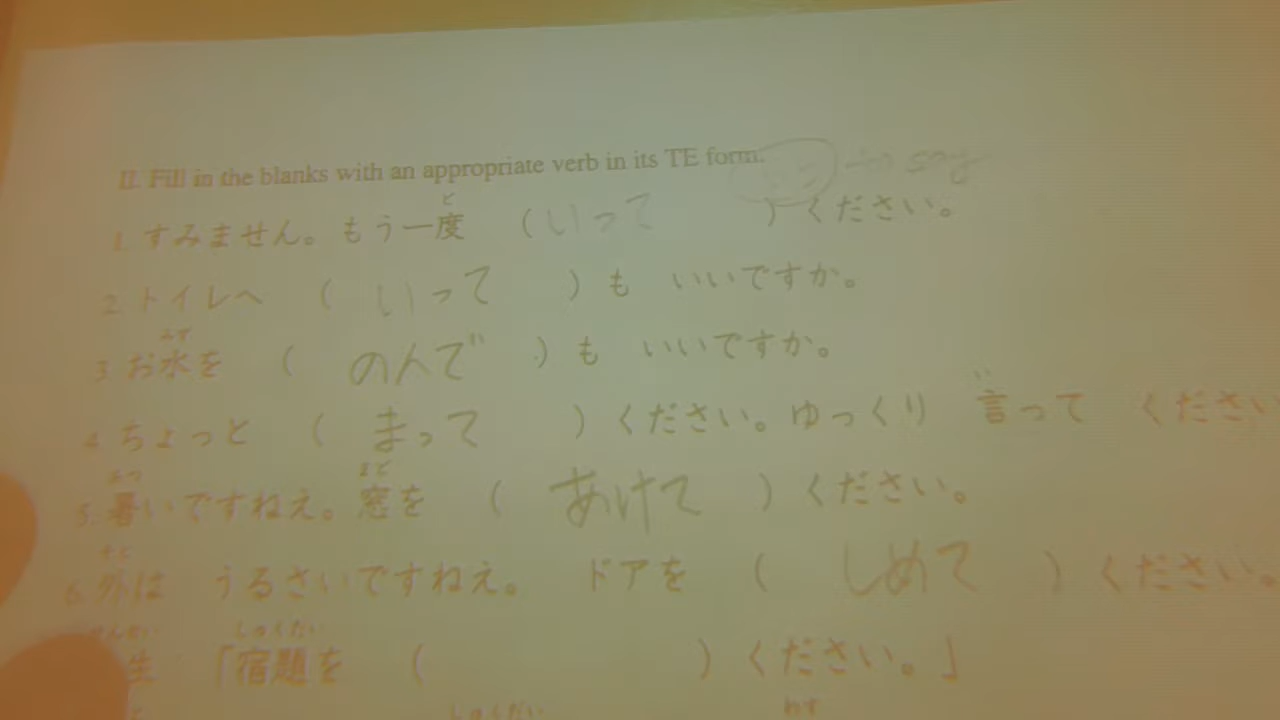 II. Fill in the blanks with an appropriate verb in its TE form. to say
1. すみません。もう一度 (いって) ください。
2. トイレへ (いって) も いいですか。
3. お水を (のんで) も いいですか。
4. ちょっと (まって) ください。ゆっくり 言って ください
5. 暑いですねえ。窓を (あけて) ください。
6. 外は うるさいですねえ。 ドアを (しめて) ください。
生 「宿題を ( ) ください。」